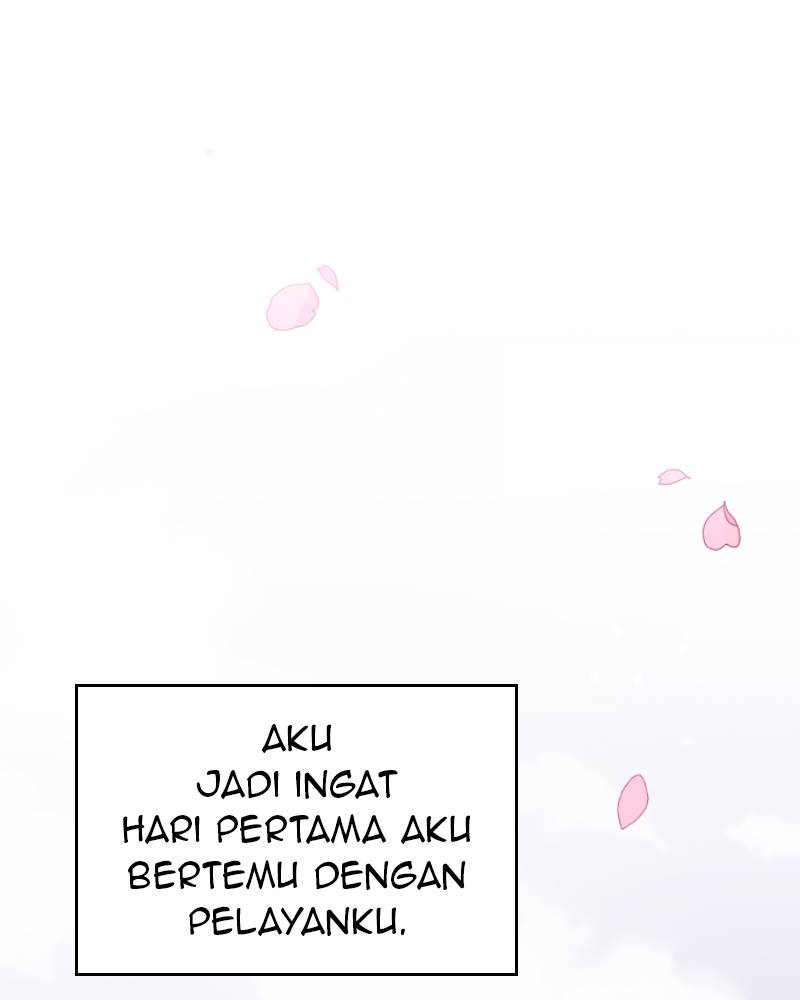 AKU
JADI INGAT
HARI PERTAMA AKU
BERTEMU DENGAN
PELAYANKU.